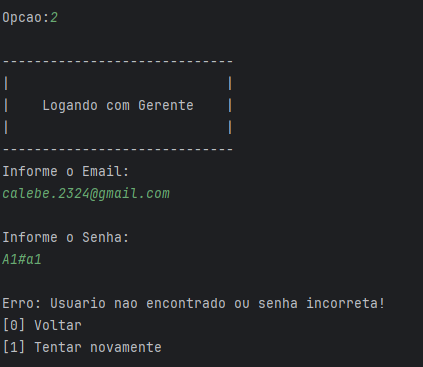 Opcao:2
-----------------------------
|                           |
|    Logando com Gerente    |
|                           |
-----------------------------
Informe o Email:
calebe.2324@gmail.com
Informe o Senha:
A1#a1
Erro: Usuario nao encontrado ou senha incorreta!
[0] Voltar
[1] Tentar novamente